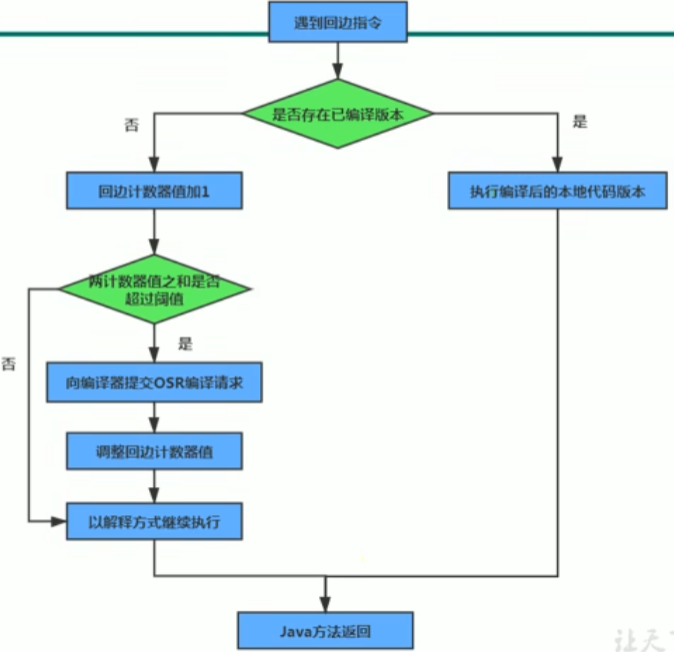 遇到回边指令
是否存在已编译版本
否
是
回边计数器值加1
执行编译后的本地代码版本
两计数器值之和是否
超过阈值
是
否
向编译器提交OSR编译请求
调整回边计数器值
以解释方式继续执行
Java方法返回
让天